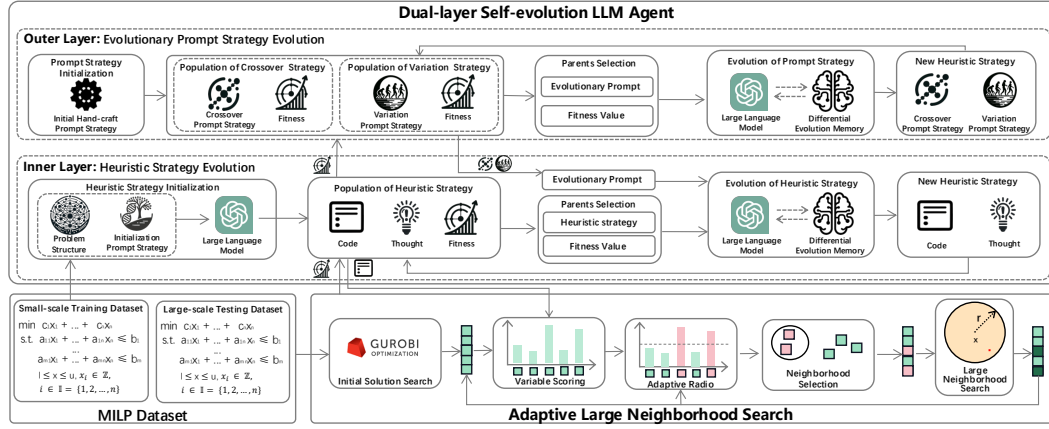 Dual-layer Self-evolution LLM Agent
Outer Layer: Evolutionary Prompt Strategy Evolution
Prompt Strategy
Initialization
Initial Hand-craft
Prompt Strategy
Population of Crossover Strategy
Crossover
Prompt Strategy
Fitness
Population of Variation Strategy
Variation
Prompt Strategy
Fitness
Parents Selection
Evolutionary Prompt
Fitness Value
Evolution of Prompt Strategy
Large Language
Model
Differential
Evolution Memory
New Heuristic Strategy
Crossover
Prompt Strategy
Variation
Prompt Strategy
Inner Layer: Heuristic Strategy Evolution
Heuristic Strategy Initialization
Problem
Structure
Initialization
Prompt Strategy
Large Language
Model
Population of Heuristic Strategy
Code
Thought
Fitness
Evolutionary Prompt
Parents Selection
Heuristic strategy
Fitness Value
Evolution of Heuristic Strategy
Large Language
Model
Differential
Evolution Memory
New Heuristic Strategy
Code
Thought
Small-scale Training Dataset
min c₁x₁ + ... + cₙxₙ
s.t. a₁₁x₁ + ... + a₁ₙxₙ ≤ b₁
...
aₘ₁x₁ + ... + aₘₙxₙ ≤ bₘ
l ≤ x ≤ u, xᵢ ∈ ℤ,
i ∈ 𝕀 = {1, 2, ..., n}
Large-scale Testing Dataset
min c₁x₁ + ... + cₙxₙ
s.t. a₁₁x₁ + ... + a₁ₙxₙ ≤ b₁
...
aₘ₁x₁ + ... + aₘₙxₙ ≤ bₘ
l ≤ x ≤ u, xᵢ ∈ ℤ,
i ∈ 𝕀 = {1, 2, ..., n}
MILP Dataset
GUROBI
OPTIMIZATION
Initial Solution Search
Variable Scoring
Adaptive Radio
Neighborhood
Selection
r
x
Large
Neighborhood
Search
Adaptive Large Neighborhood Search